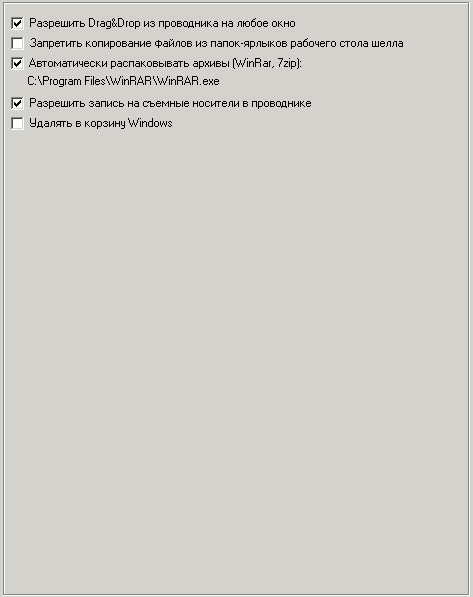 Разрешить Drag&Drop из проводника на любое окно
Запретить копирование файлов из папок-ярлыков рабочего стола шелла
Автоматически распаковывать архивы (WinRar, 7zip):
C:\Program Files\WinRAR\WinRAR.exe
Разрешить запись на съемные носители в проводнике
Удалять в корзину Windows